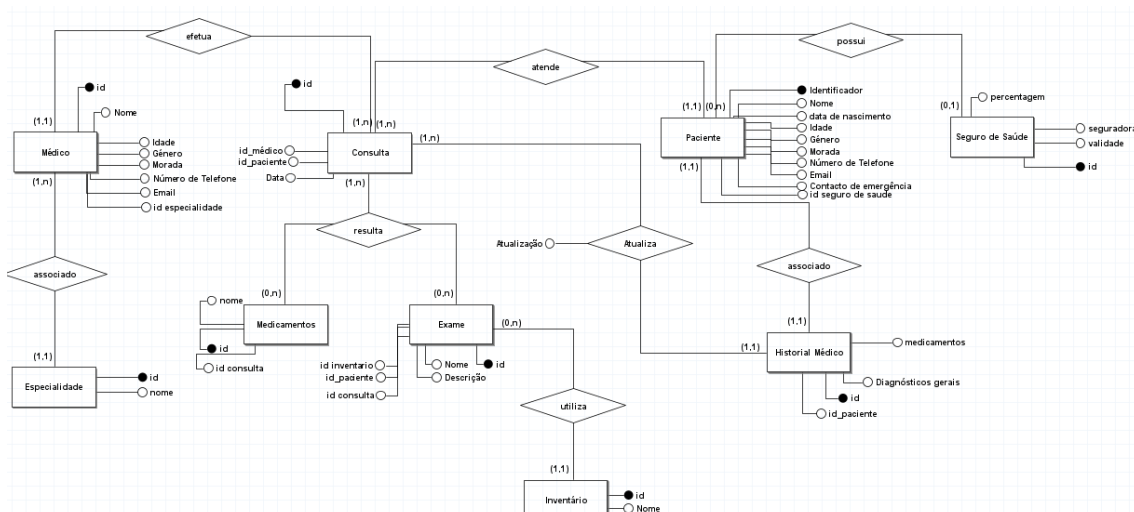 efetua
possui
atende
id
id
Identificador
Nome
data de nascimento
Idade
Género
Morada
Número de Telefone
Email
Contacto de emergência
id seguro de saude
percentagem
seguradora
validade
id
Nome
(1,1)
(1,n)
(1,n)
(1,n)
(1,1)
(0,n)
(0,1)
Médico
Consulta
Paciente
Seguro de Saúde
Idade
Género
Morada
Número de Telefone
Email
id especialidade
id_médico
id_paciente
Data
(1,n)
(1,n)
(1,1)
resulta
Atualização
Atualiza
associado
associado
(0,n)
(0,n)
(0,n)
(1,1)
(1,1)
(1,1)
nome
Medicamentos
id
id consulta
Exame
id inventario
id_paciente
id consulta
Nome
id
Descrição
Historial Médico
medicamentos
Diagnósticos gerais
id
id_paciente
Especialidade
id
nome
utiliza
(1,1)
Inventário
id
Nome